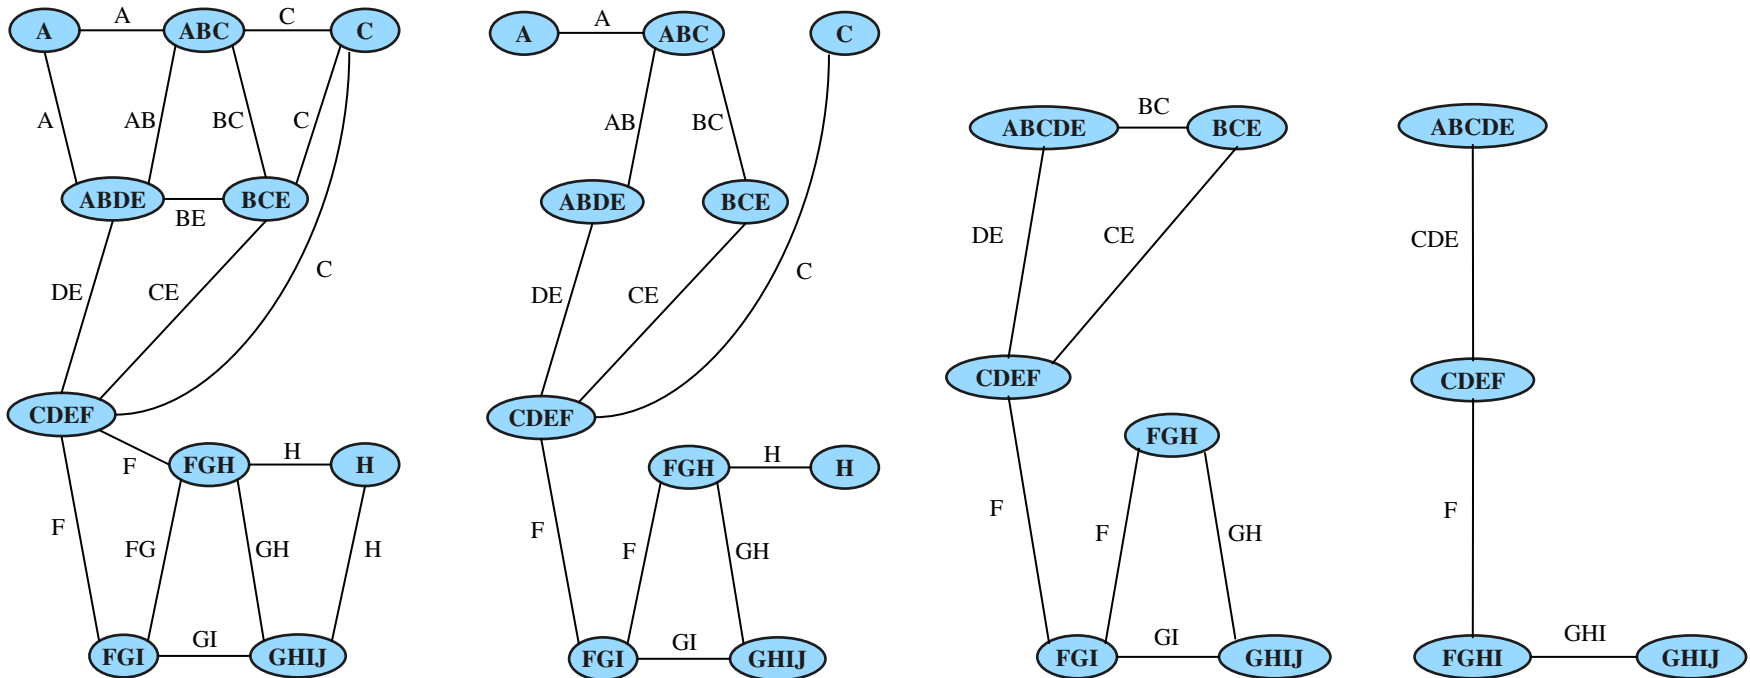 A
A
ABC
C
C
A
AB
BC
C
ABDE
BE
BCE
DE
CE
C
CDEF
F
FGH
H
H
F
FG
GH
H
FGI
GI
GHIJ
A
A
ABC
C
AB
BC
ABDE
BCE
DE
CE
C
CDEF
FGH
H
H
F
F
GH
FGI
GI
GHIJ
ABCDE
BC
BCE
DE
CE
CDEF
FGH
F
F
GH
FGI
GI
GHIJ
ABCDE
CDE
CDEF
F
FGHI
GHI
GHIJ